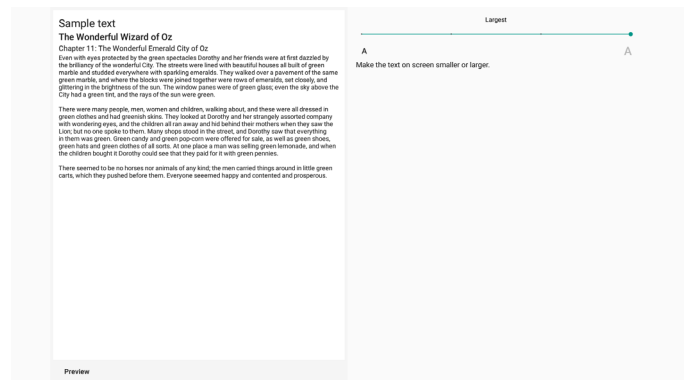 Sample text
The Wonderful Wizard of Oz
Chapter 11: The Wonderful Emerald City of Oz
Even with eyes protected by the green spectacles Dorothy and her friends were at first dazzled by
the brilliancy of the wonderful City. The streets were lined with beautiful houses all built of green
marble and studded everywhere with sparkling emeralds. They walked over a pavement of the same
green marble, and where the blocks were joined together were rows of emeralds, set closely, and
glittering in the brightness of the sun. The window panes were of green glass; even the sky above the
City had a green tint, and the rays of the sun were green.
There were many people, men, women and children, walking about, and these were all dressed in
green clothes and had greenish skins. They looked at Dorothy and her strangely assorted company
with wondering eyes, and the children all ran away and hid behind their mothers when they saw the
Lion; but no one spoke to them. Many shops stood in the street, and Dorothy saw that everything
in them was green. Green candy and green pop-corn were offered for sale, as well as green shoes,
green hats and green clothes of all sorts. At one place a man was selling green lemonade, and when
the children bought it Dorothy could see that they paid for it with green pennies.
There seemed to be no horses nor animals of any kind; the men carried things around in little green
carts, which they pushed before them. Everyone seeemed happy and contented and prosperous.
Preview
Largest
A
A
Make the text on screen smaller or larger.